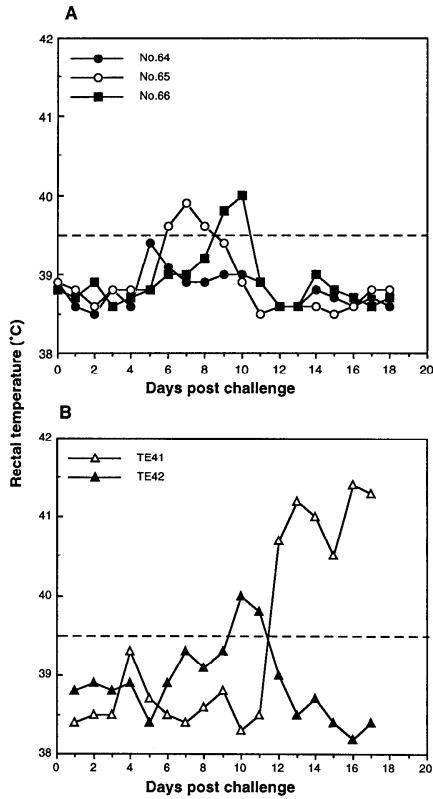 A
42
No.64
No.65
No.66
41
40
39
38
0 2 4 6 8 10 12 14 16 18 20
Days post challenge
Rectal temperature (°C)
B
42
TE41
TE42
41
40
39
38
0 2 4 6 8 10 12 14 16 18 20
Days post challenge